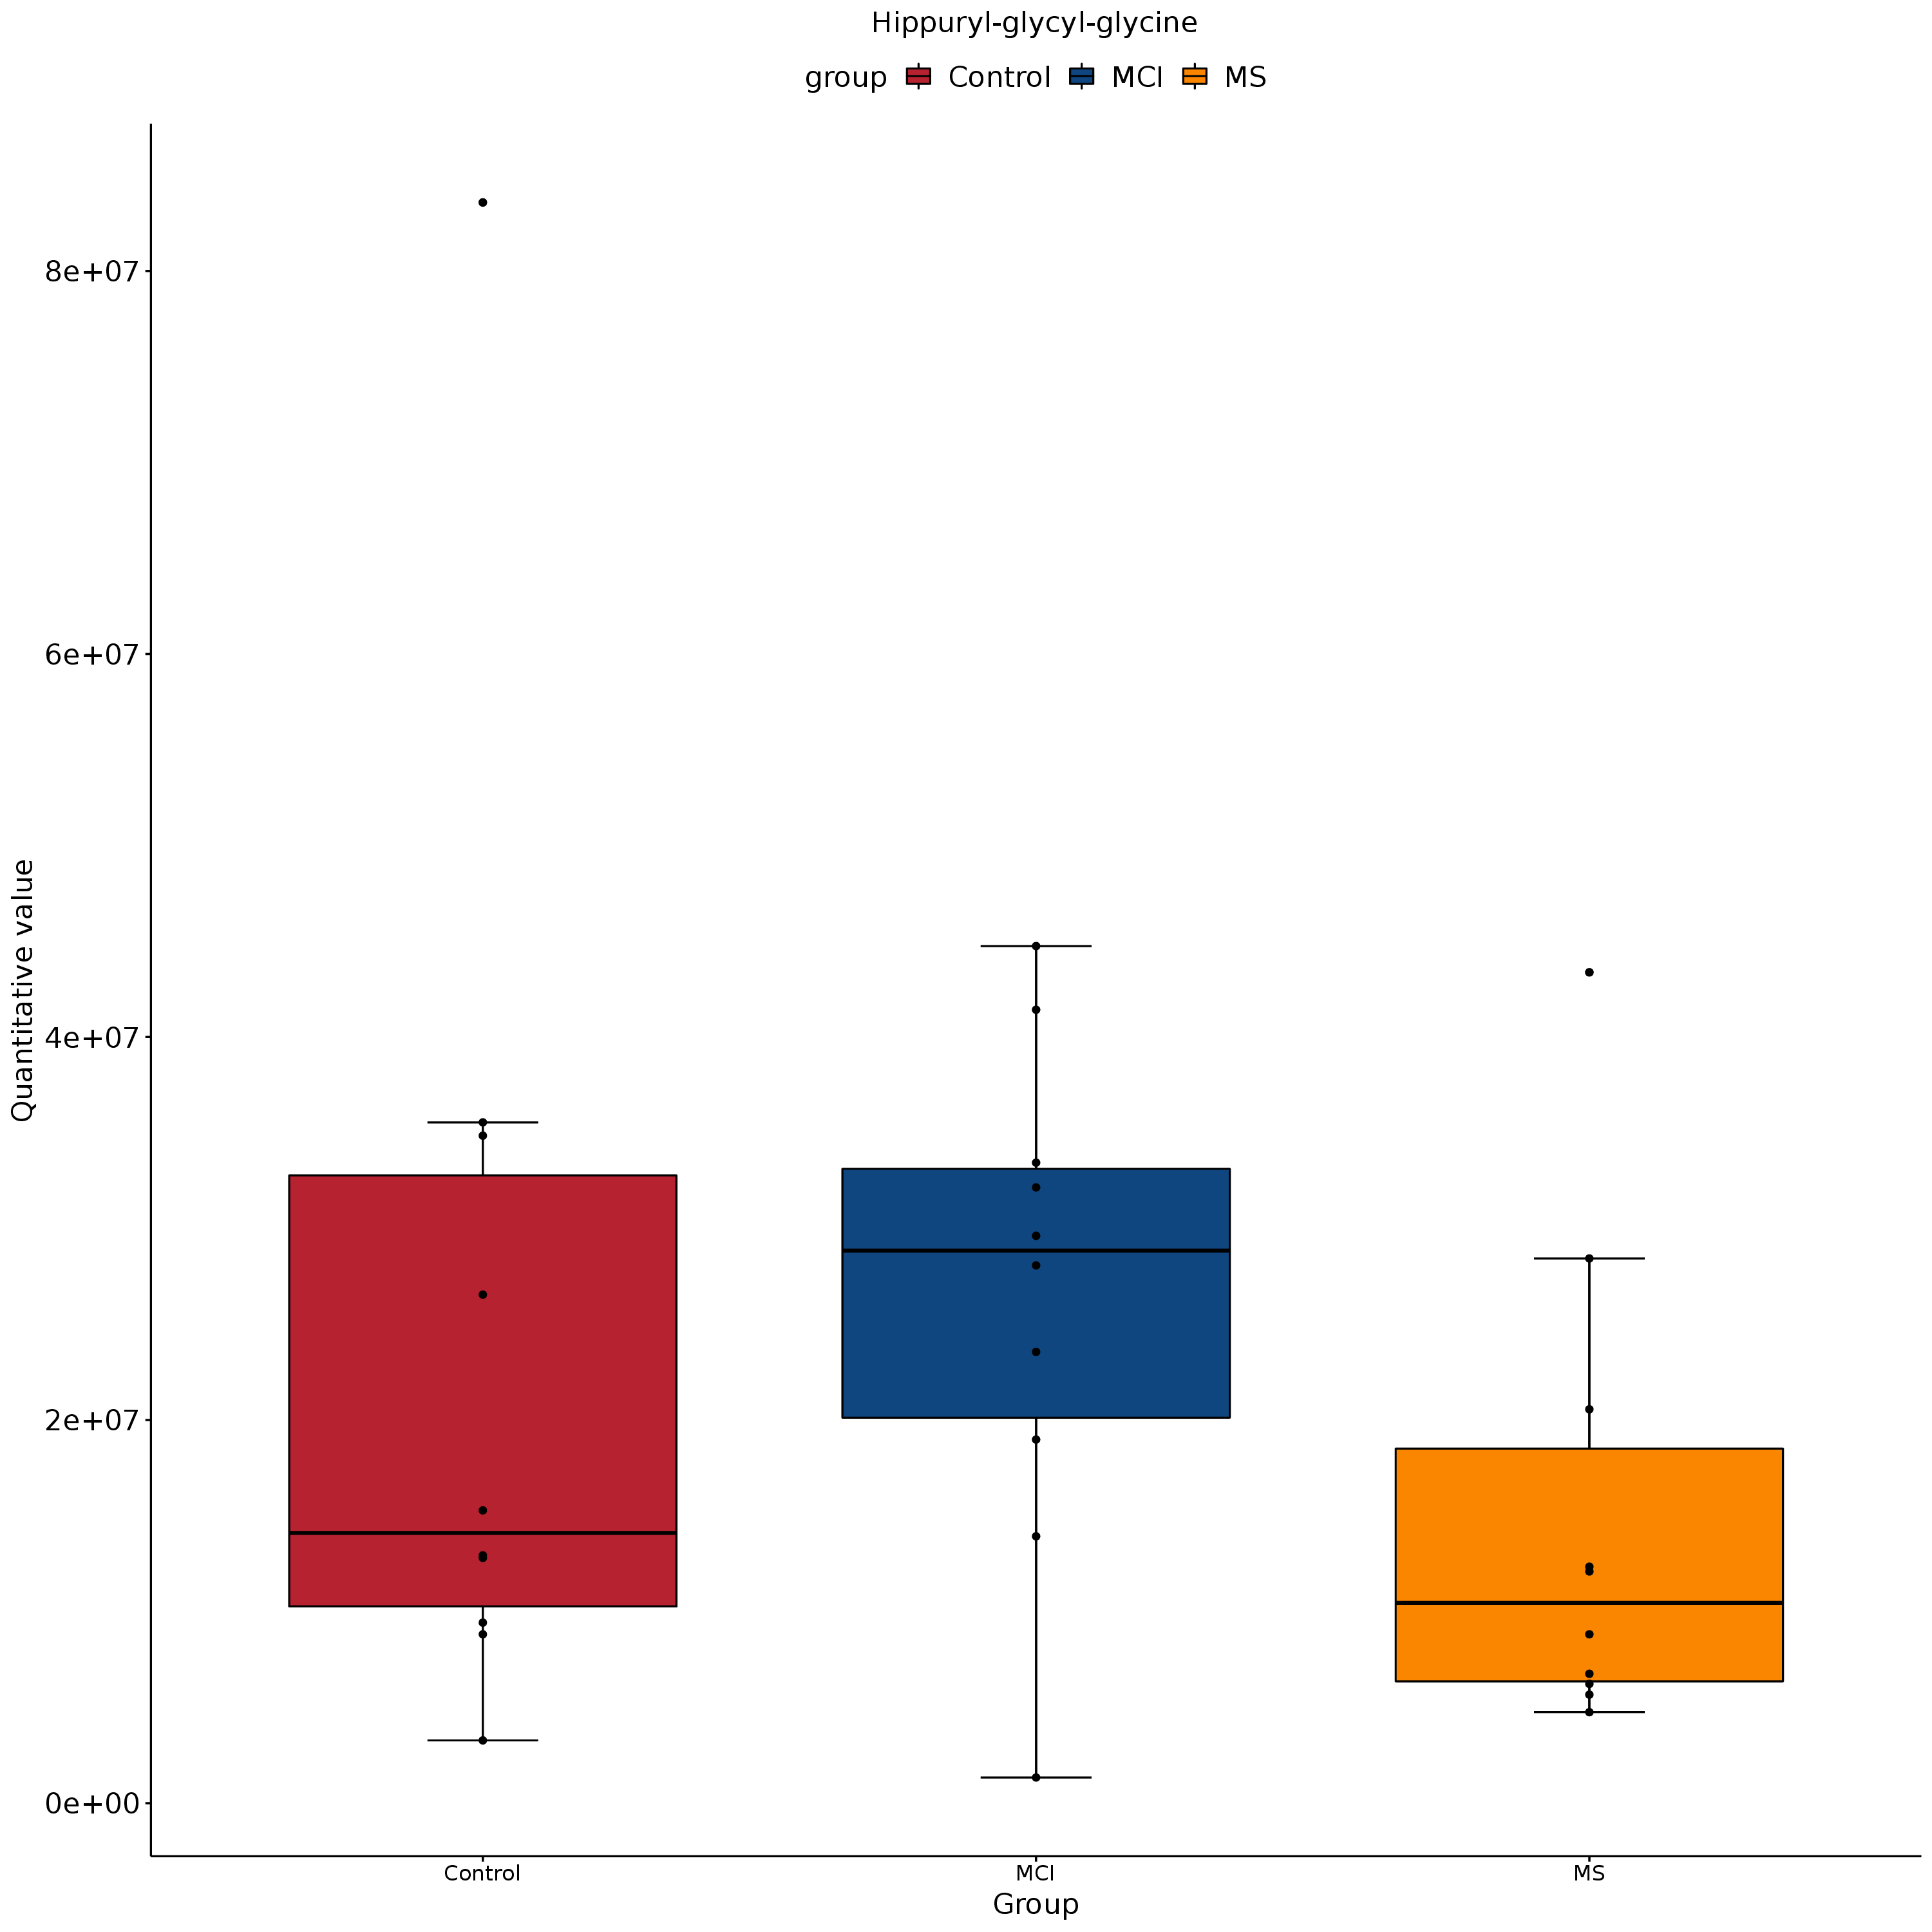 Hippuryl-glycyl-glycine
group Control MCI MS
Quantitative value
8e+07
6e+07
4e+07
2e+07
0e+00
Control MCI MS
Group